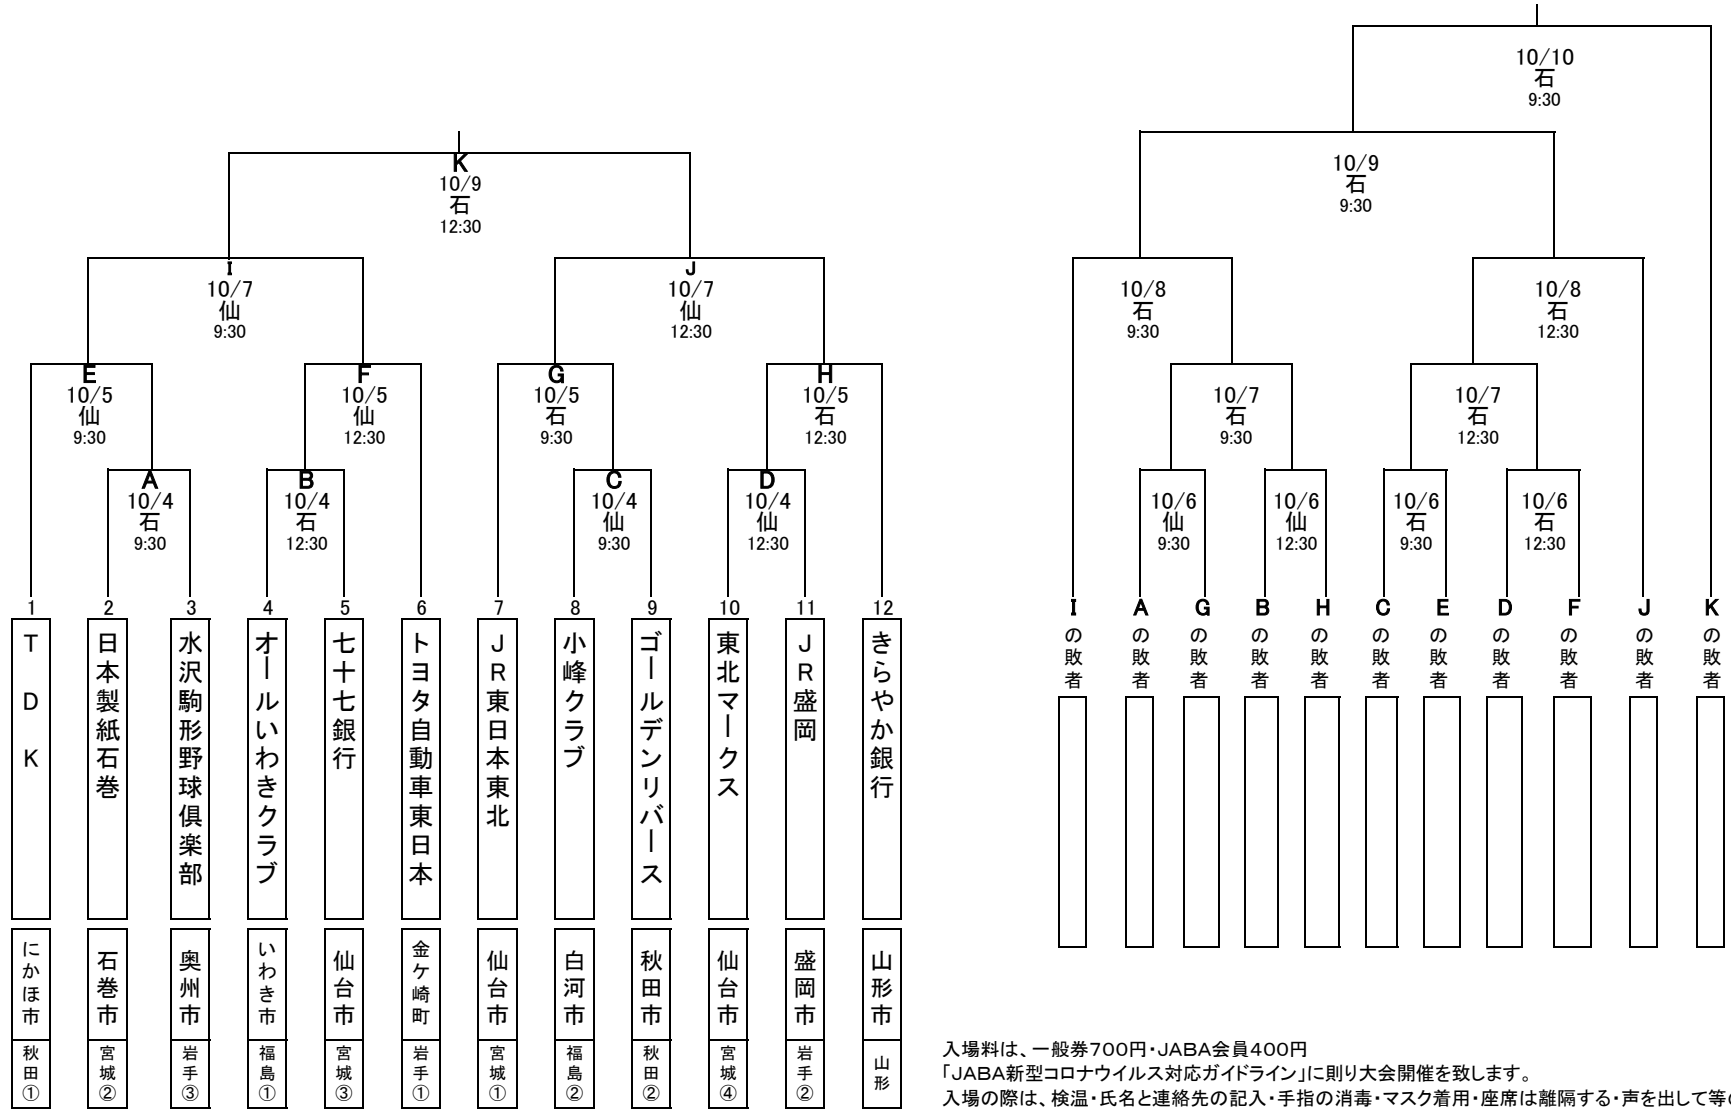 K
10/9
石
12:30
I
10/7
仙
9:30
J
10/7
仙
12:30
E
10/5
仙
9:30
F
10/5
仙
12:30
G
10/5
石
9:30
H
10/5
石
12:30
A
10/4
石
9:30
B
10/4
石
12:30
C
10/4
仙
9:30
D
10/4
仙
12:30
1
TDK
にかほ市
秋田①
2
日本製紙石巻
石巻市
宮城②
3
水沢駒形野球倶楽部
奥州市
岩手③
4
オールいわきクラブ
いわき市
福島①
5
七十七銀行
仙台市
宮城③
6
トヨタ自動車東日本
金ケ崎町
岩手①
7
JR東日本東北
仙台市
宮城①
8
小峰クラブ
白河市
福島②
9
ゴールデンリバース
秋田市
秋田②
10
東北マークス
仙台市
宮城④
11
JR盛岡
盛岡市
岩手②
12
きらやか銀行
山形市
山形
10/10
石
9:30
10/9
石
9:30
10/8
石
9:30
10/8
石
12:30
10/7
石
9:30
10/7
石
12:30
10/6
仙
9:30
10/6
仙
12:30
10/6
石
9:30
10/6
石
12:30
Iの敗者
Aの敗者
Gの敗者
Bの敗者
Hの敗者
Cの敗者
Eの敗者
Dの敗者
Fの敗者
Jの敗者
Kの敗者
入場料は、一般券700円・JABA会員400円
「JABA新型コロナウイルス対応ガイドライン」に則り大会開催を致します。
入場の際は、検温・氏名と連絡先の記入・手指の消毒・マスク着用・座席は離隔する・声を出して等